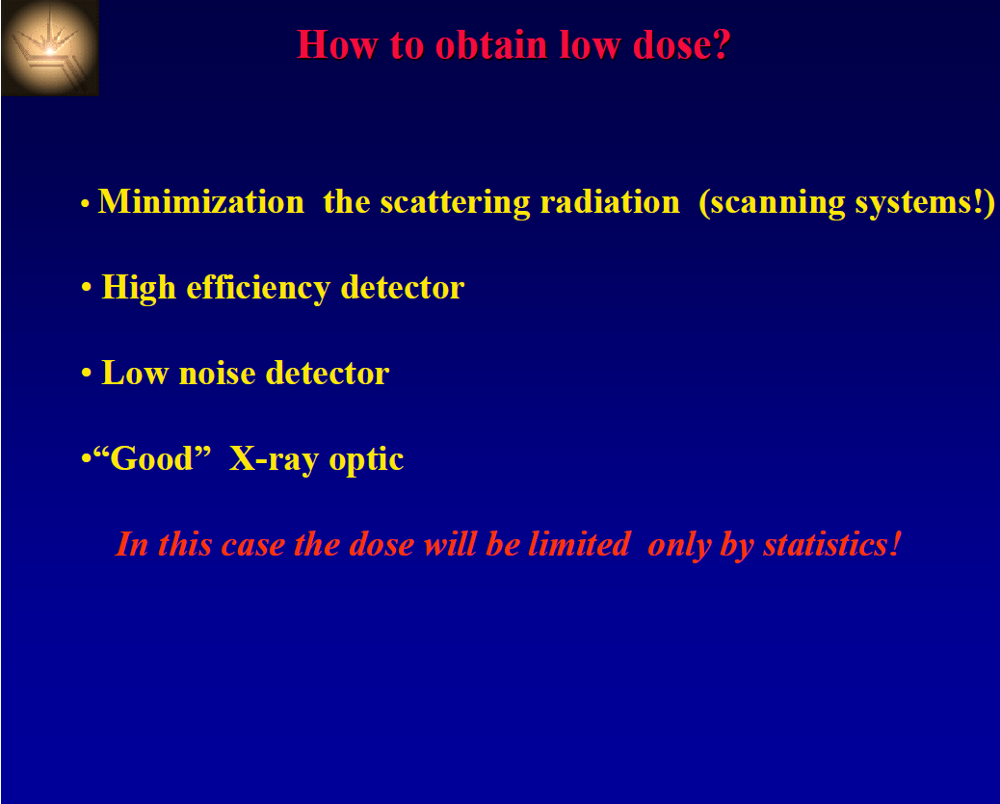 How to obtain low dose?
• Minimization the scattering radiation (scanning systems!)
• High efficiency detector
• Low noise detector
•“Good” X-ray optic
In this case the dose will be limited only by statistics!